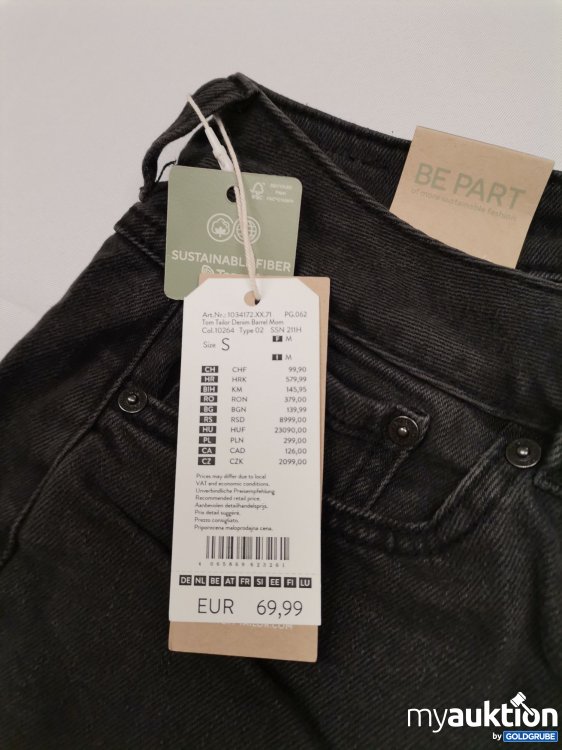 BE PART
of more sustainable fashion
FSC
RECYCLED
SUSTAINABLE FIBER
Art.Nr.: 1034172.XX.71 PG.062
Tom Tailor Denim Barrel Mom
Col.10264 Type 02 SSN 211H
Size S F M
I M
CH CHF 99,90
HR HRK 579,99
BIH KM 145,95
RO RON 379,00
BG BGN 139,99
RS RSD 8999,00
HU HUF 23090,00
PL PLN 299,00
CA CAD 126,00
CZ CZK 2099,00
Prices may differ due to local
VAT and economic conditions.
Unverbindliche Preisempfehlung
Recommended retail price.
Aanbevolen detailhandelsprijs.
Prix detail suggéré.
Prezzo consigliato.
Priporočena maloprodajna cena.
DE NL BE AT FR SI EE FI LU
EUR 69,99
myauktion
by GOLDGRUBE